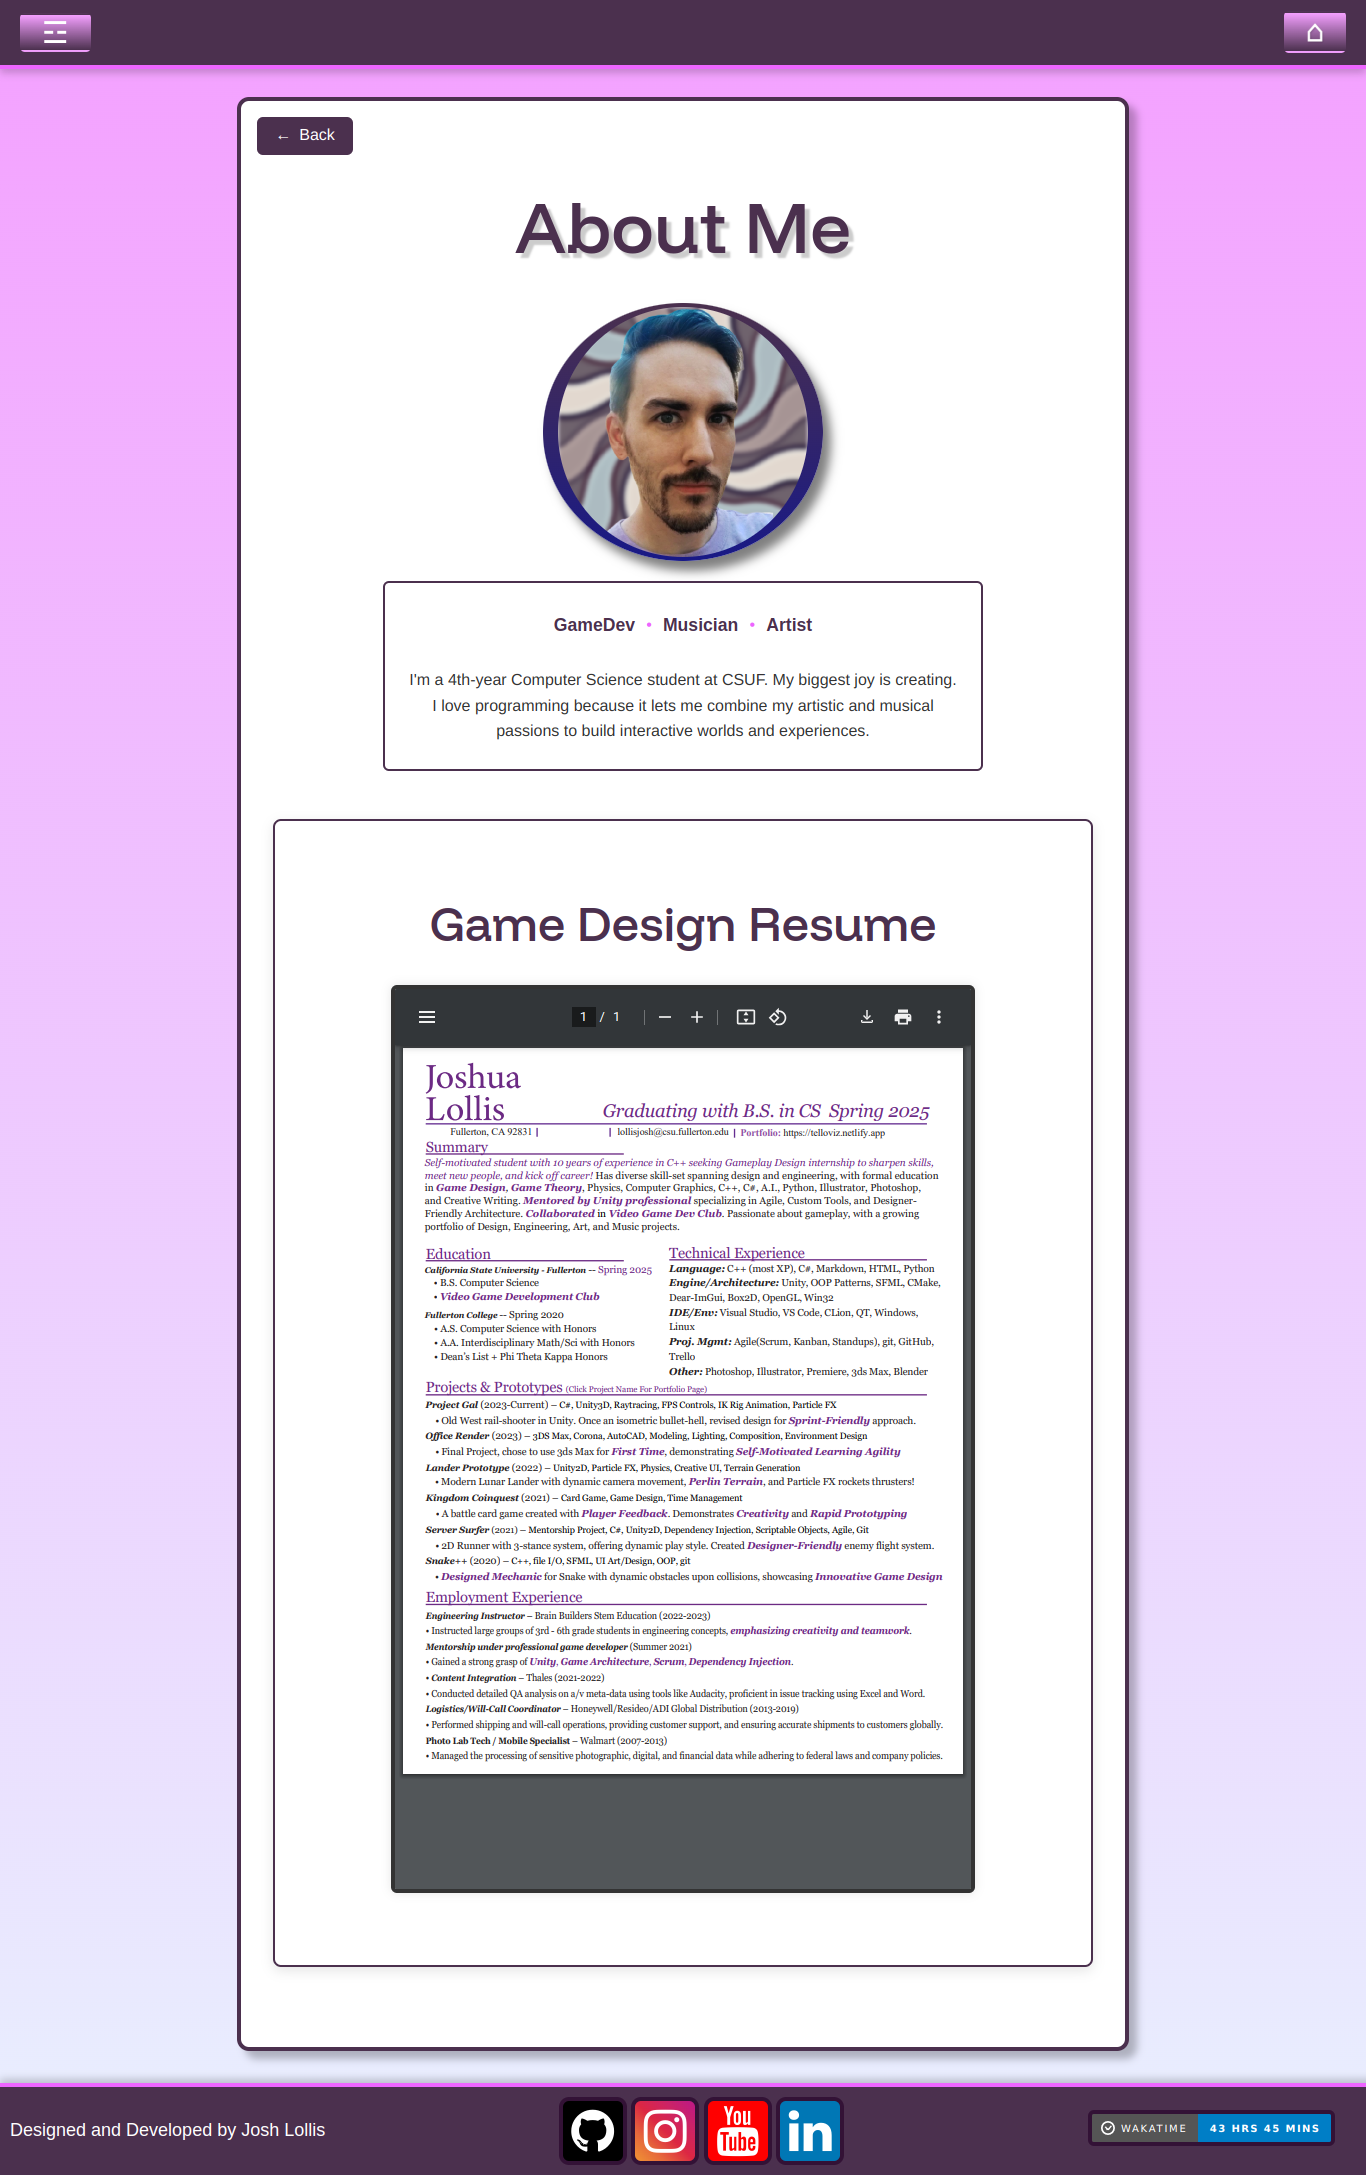 ← Back
About Me
GameDev • Musician • Artist
I'm a 4th-year Computer Science student at CSUF. My biggest joy is creating.
I love programming because it lets me combine my artistic and musical
passions to build interactive worlds and experiences.
Game Design Resume
1 / 1
Joshua
Lollis
Graduating with B.S. in CS Spring 2025
Fullerton, CA 92831 | | lollisjosh@csu.fullerton.edu | Portfolio: https://telloviz.netlify.app
Summary
Self-motivated student with 10 years of experience in C++ seeking Gameplay Design internship to sharpen skills,
meet new people, and kick off career! Has diverse skill-set spanning design and engineering, with formal education
in Game Design, Game Theory, Physics, Computer Graphics, C++, C#, A.I., Python, Illustrator, Photoshop,
and Creative Writing. Mentored by Unity professional specializing in Agile, Custom Tools, and Designer-
Friendly Architecture. Collaborated in Video Game Dev Club. Passionate about gameplay, with a growing
portfolio of Design, Engineering, Art, and Music projects.
Education
California State University - Fullerton -- Spring 2025
• B.S. Computer Science
• Video Game Development Club
Fullerton College -- Spring 2020
• A.S. Computer Science with Honors
• A.A. Interdisciplinary Math/Sci with Honors
• Dean's List + Phi Theta Kappa Honors
Technical Experience
Language: C++ (most XP), C#, Markdown, HTML, Python
Engine/Architecture: Unity, OOP Patterns, SFML, CMake,
Dear-ImGui, Box2D, OpenGL, Win32
IDE/Env: Visual Studio, VS Code, CLion, QT, Windows,
Linux
Proj. Mgmt: Agile(Scrum, Kanban, Standups), git, GitHub,
Trello
Other: Photoshop, Illustrator, Premiere, 3ds Max, Blender
Projects & Prototypes (Click Project Name For Portfolio Page)
Project Gal (2023-Current) – C#, Unity3D, Raytracing, FPS Controls, IK Rig Animation, Particle FX
• Old West rail-shooter in Unity. Once an isometric bullet-hell, revised design for Sprint-Friendly approach.
Office Render (2023) – 3DS Max, Corona, AutoCAD, Modeling, Lighting, Composition, Environment Design
• Final Project, chose to use 3ds Max for First Time, demonstrating Self-Motivated Learning Agility
Lander Prototype (2022) – Unity2D, Particle FX, Physics, Creative UI, Terrain Generation
• Modern Lunar Lander with dynamic camera movement, Perlin Terrain, and Particle FX rockets thrusters!
Kingdom Coinquest (2021) – Card Game, Game Design, Time Management
• A battle card game created with Player Feedback. Demonstrates Creativity and Rapid Prototyping
Server Surfer (2021) – Mentorship Project, C#, Unity2D, Dependency Injection, Scriptable Objects, Agile, Git
• 2D Runner with 3-stance system, offering dynamic play style. Created Designer-Friendly enemy flight system.
Snake++ (2020) – C++, file I/O, SFML, UI Art/Design, OOP, git
• Designed Mechanic for Snake with dynamic obstacles upon collisions, showcasing Innovative Game Design
Employment Experience
Engineering Instructor – Brain Builders Stem Education (2022-2023)
• Instructed large groups of 3rd - 6th grade students in engineering concepts, emphasizing creativity and teamwork.
Mentorship under professional game developer (Summer 2021)
• Gained a strong grasp of Unity, Game Architecture, Scrum, Dependency Injection.
• Content Integration – Thales (2021-2022)
• Conducted detailed QA analysis on a/v meta-data using tools like Audacity, proficient in issue tracking using Excel and Word.
Logistics/Will-Call Coordinator – Honeywell/Resideo/ADI Global Distribution (2013-2019)
• Performed shipping and will-call operations, providing customer support, and ensuring accurate shipments to customers globally.
Photo Lab Tech / Mobile Specialist – Walmart (2007-2013)
• Managed the processing of sensitive photographic, digital, and financial data while adhering to federal laws and company policies.
Designed and Developed by Josh Lollis
You
Tube
in
WAKATIME 43 HRS 45 MINS